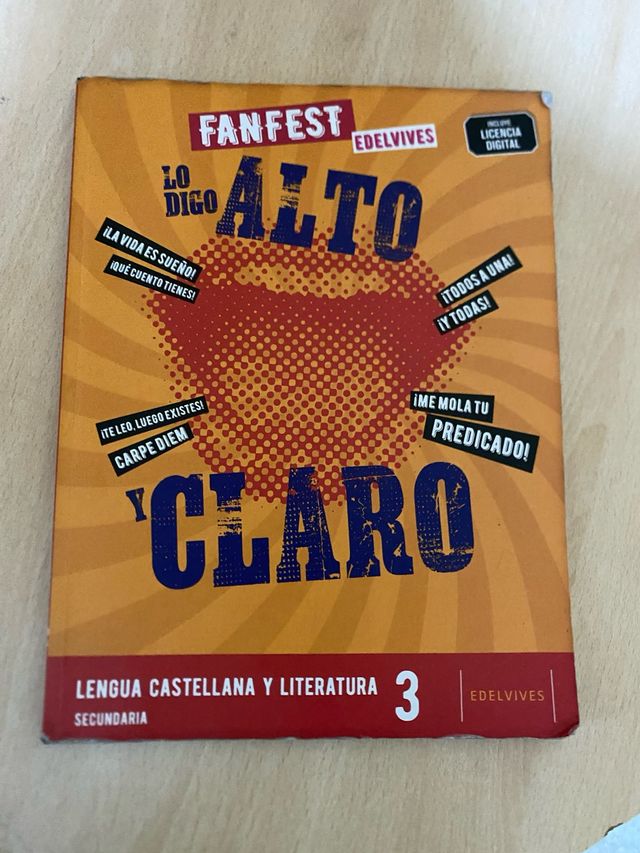 FANFEST
EDELVIVES
INCLUYE
LICENCIA
DIGITAL
LO
DIGO
ALTO
¡LA VIDA ES SUEÑO!
¡QUÉ CUENTO TIENES!
¡TODOS A UNA!
¡Y TODAS!
¡TE LEO, LUEGO EXISTES!
CARPE DIEM
¡ME MOLA TU
PREDICADO!
Y CLARO
LENGUA CASTELLANA Y LITERATURA 3
SECUNDARIA
EDELVIVES